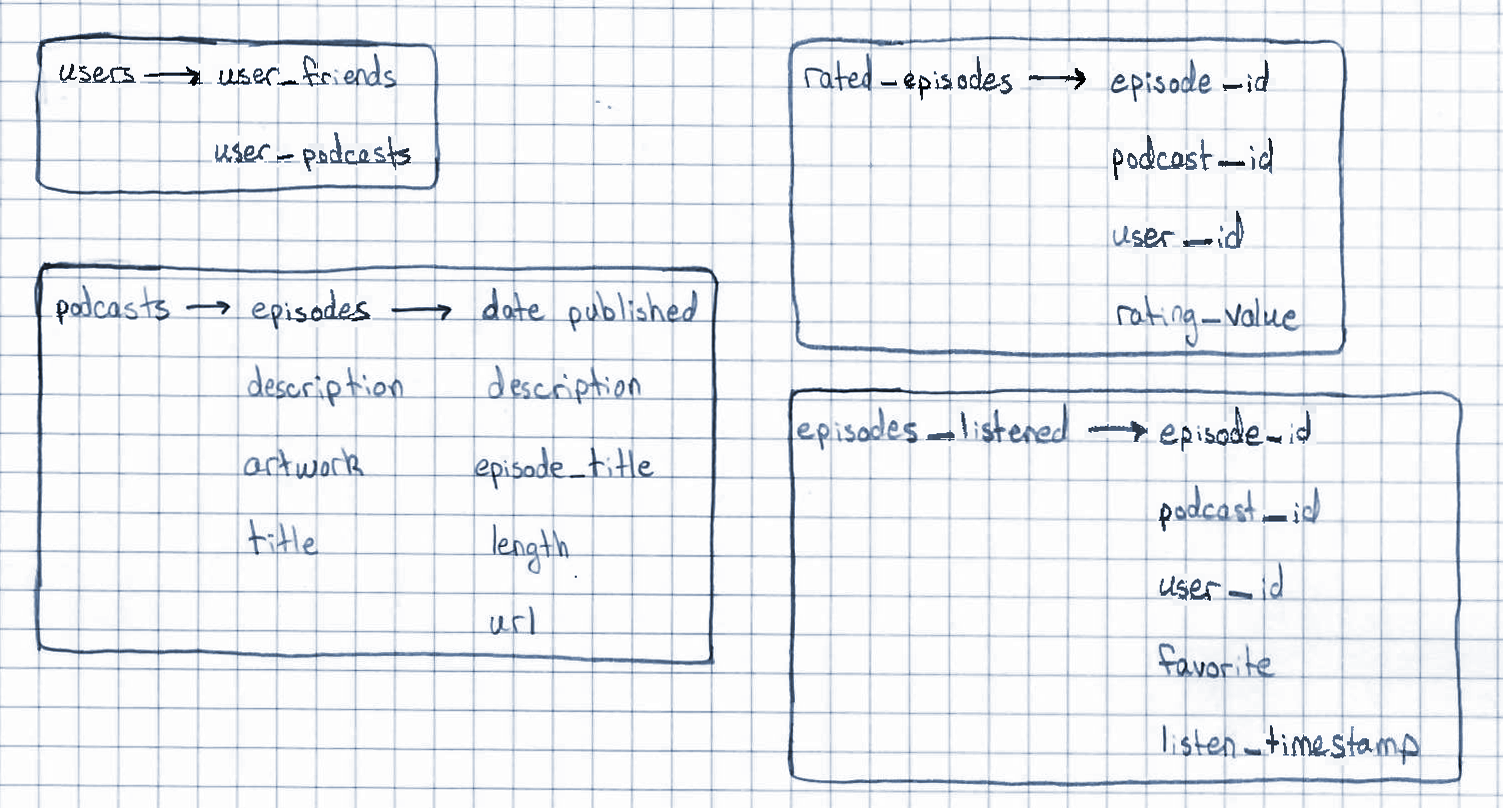 users → user_friends
user_podcasts
podcasts → episodes → date published
description description
artwork episode_title
title length
url
rated_episodes → episode_id
podcast_id
user_id
rating_value
episodes_listened → episode_id
podcast_id
user_id
favorite
listen_timestamp